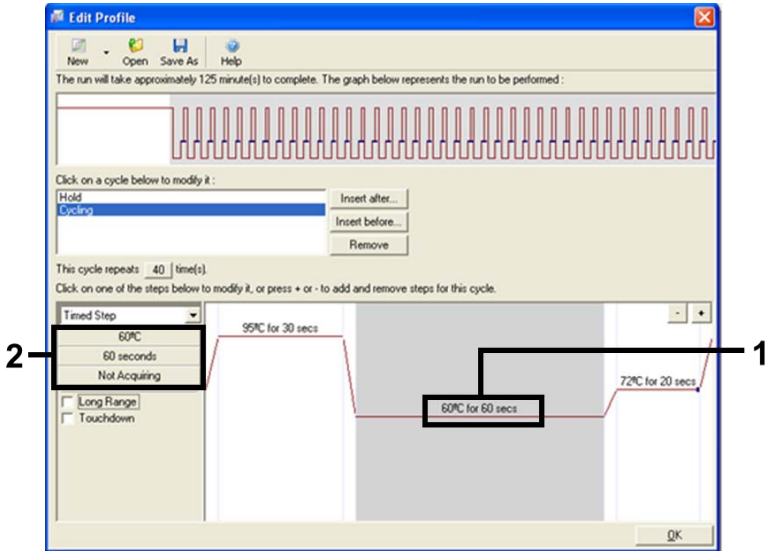 Edit Profile
New Open Save As Help
The run will take approximately 125 minute(s) to complete. The graph below represents the run to be performed :
Click on a cycle below to modify it :
Hold
Cycling
Insert after...
Insert before...
Remove
This cycle repeats 40 time(s).
Click on one of the steps below to modify it, or press + or - to add and remove steps for this cycle.
Timed Step
- +
95ºC for 30 secs
60ºC
60 seconds
Not Acquiring
2
1
72ºC for 20 secs
60ºC for 60 secs
Long Range
Touchdown
OK